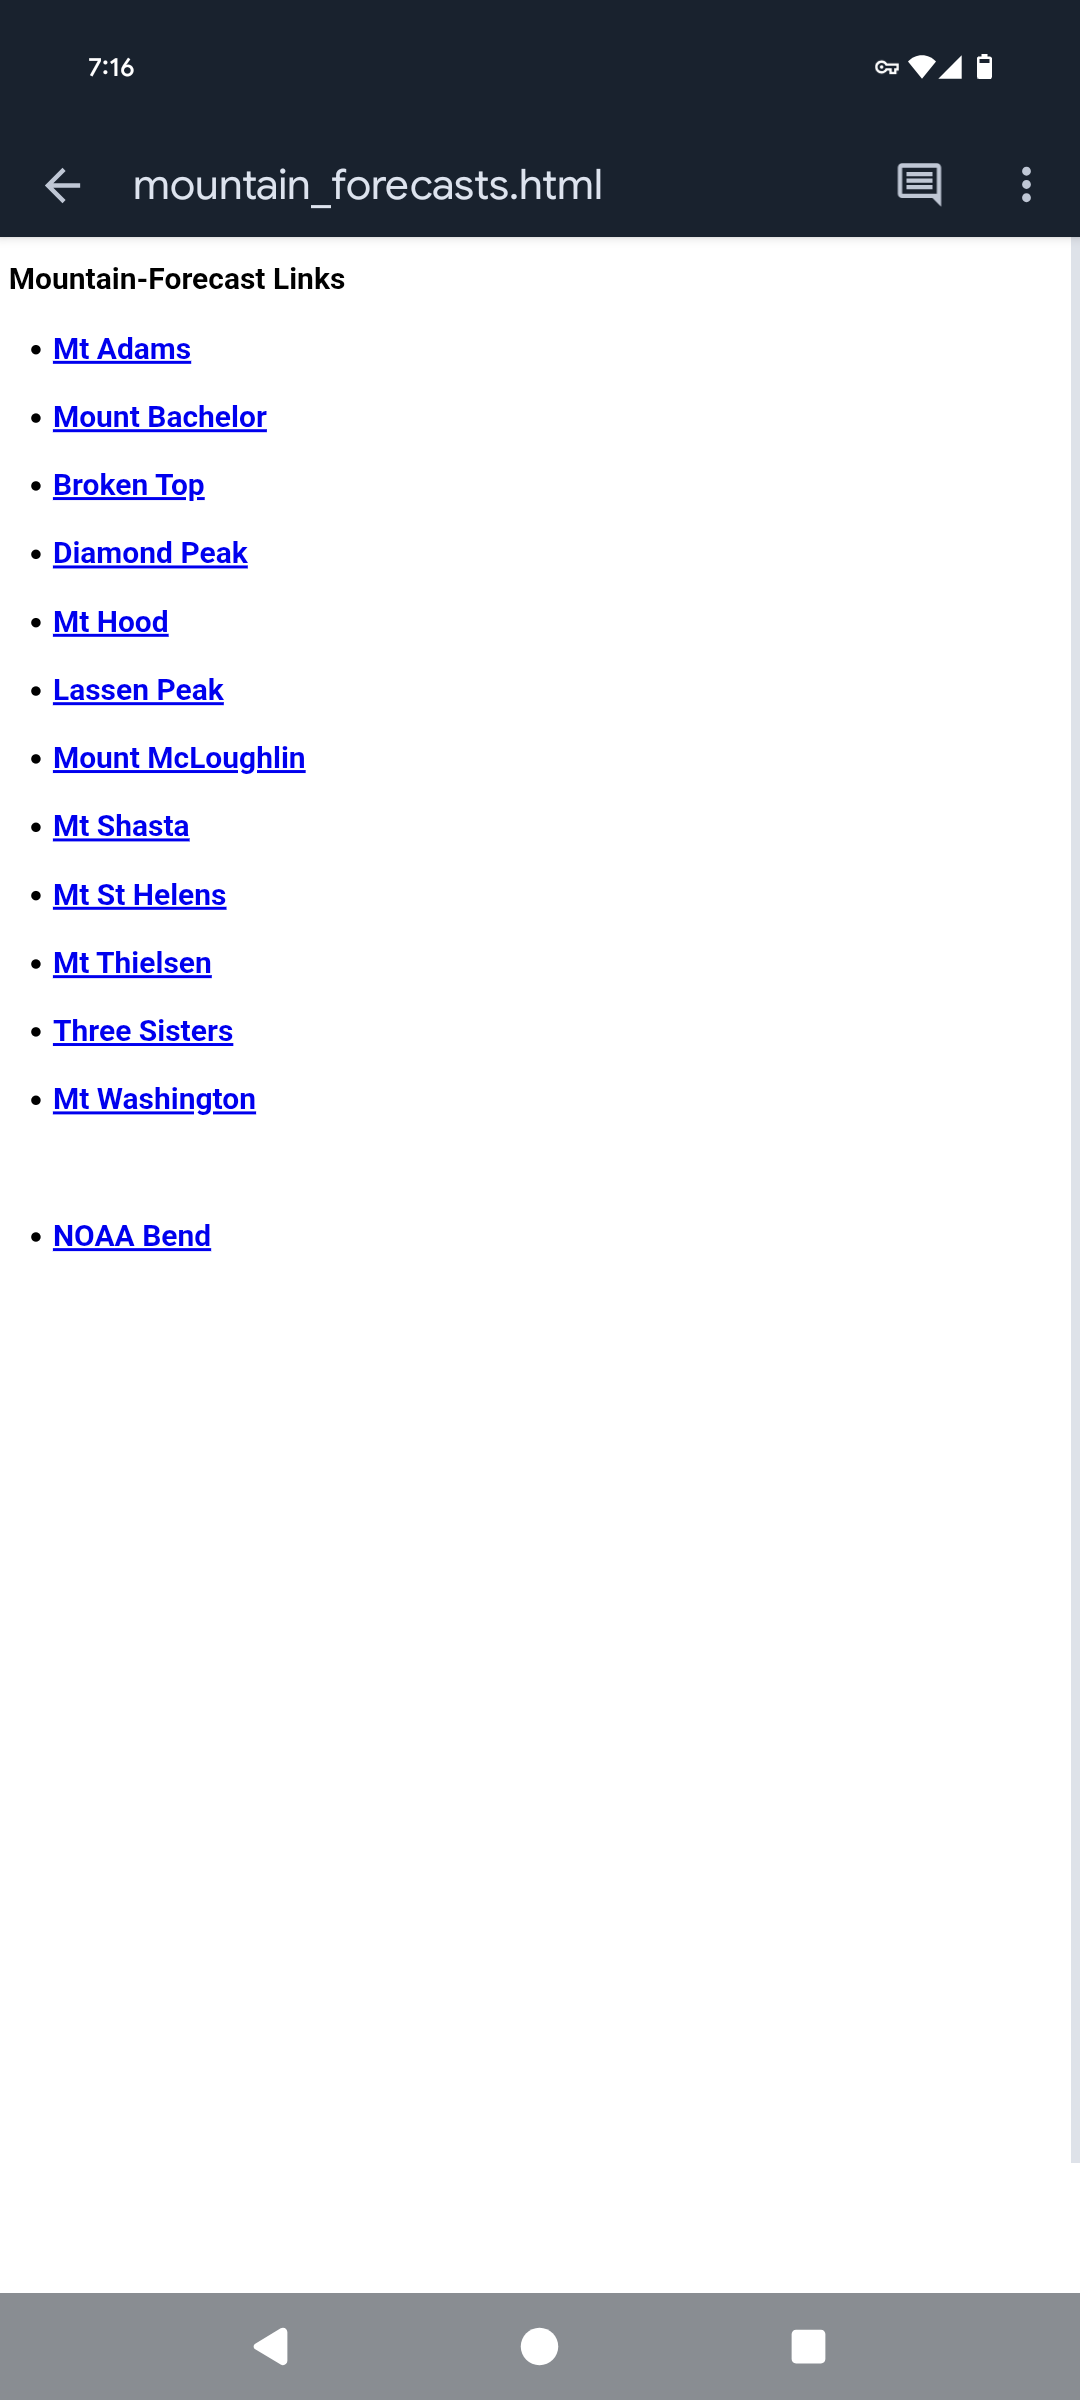 7:16
mountain_forecasts.html
Mountain-Forecast Links
Mt Adams
Mount Bachelor
Broken Top
Diamond Peak
Mt Hood
Lassen Peak
Mount McLoughlin
Mt Shasta
Mt St Helens
Mt Thielsen
Three Sisters
Mt Washington
NOAA Bend